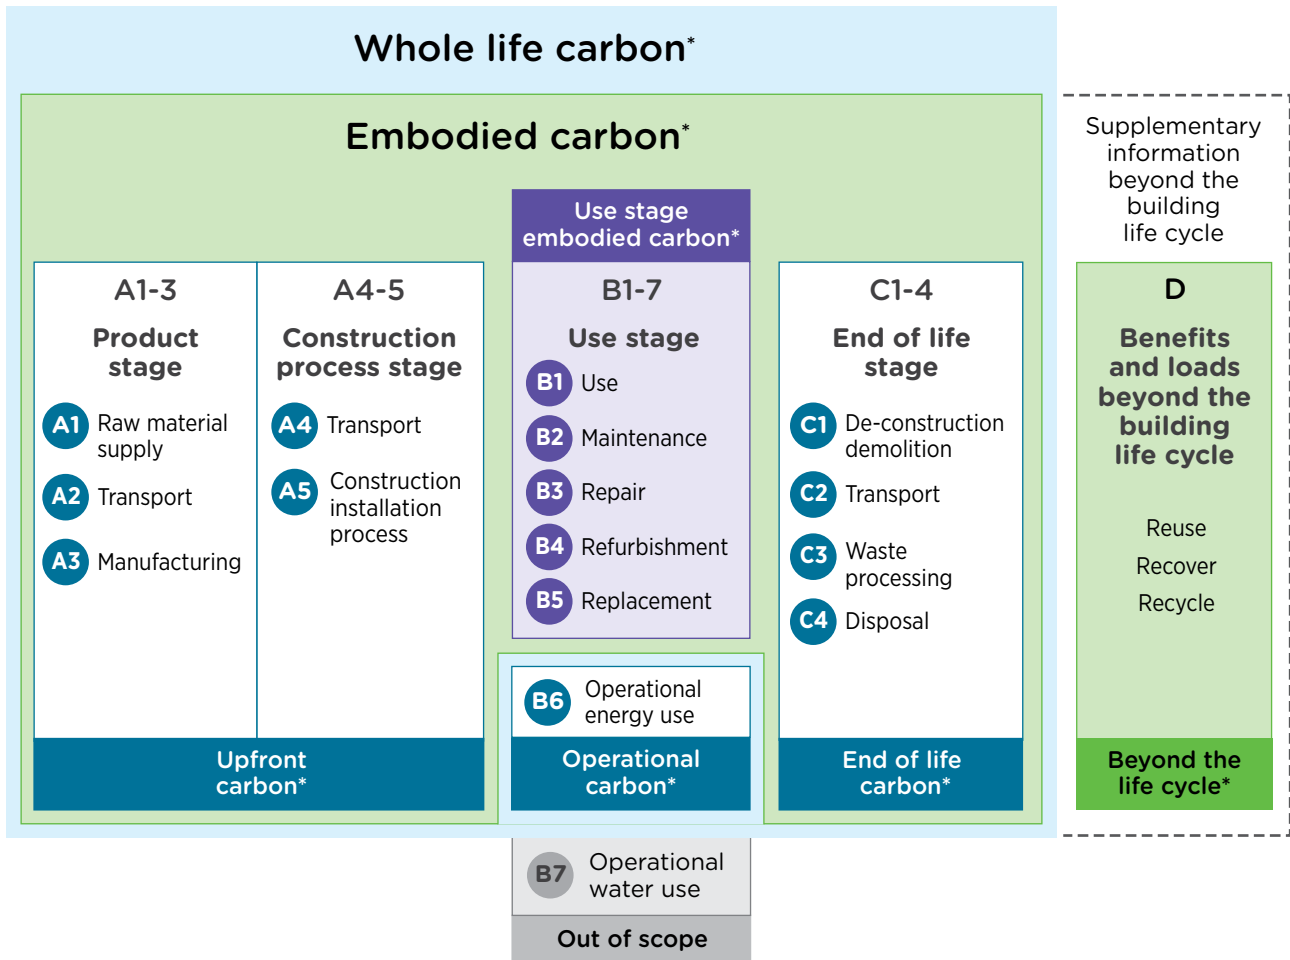 Whole life carbon*
Embodied carbon*
Supplementary
information
beyond the
building
life cycle
Use stage
embodied carbon*
A1-3
Product
stage
A1 Raw material
supply
A2 Transport
A3 Manufacturing
A4-5
Construction
process stage
A4 Transport
A5 Construction
installation
process
Upfront
carbon*
B1-7
Use stage
B1 Use
B2 Maintenance
B3 Repair
B4 Refurbishment
B5 Replacement
B6 Operational
energy use
Operational
carbon*
B7 Operational
water use
Out of scope
C1-4
End of life
stage
C1 De-construction
demolition
C2 Transport
C3 Waste
processing
C4 Disposal
End of life
carbon*
D
Benefits
and loads
beyond the
building
life cycle
Reuse
Recover
Recycle
Beyond the
life cycle*